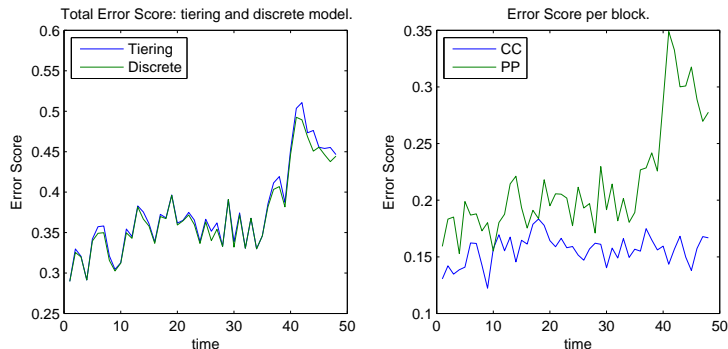 Total Error Score: tiering and discrete model.
0.6
0.55
0.5
0.45
0.4
0.35
0.3
0.25
Error Score
Tiering
Discrete
0
10
20
30
40
50
time
Error Score per block.
0.35
0.3
0.25
0.2
0.15
0.1
Error Score
CC
PP
0
10
20
30
40
50
time